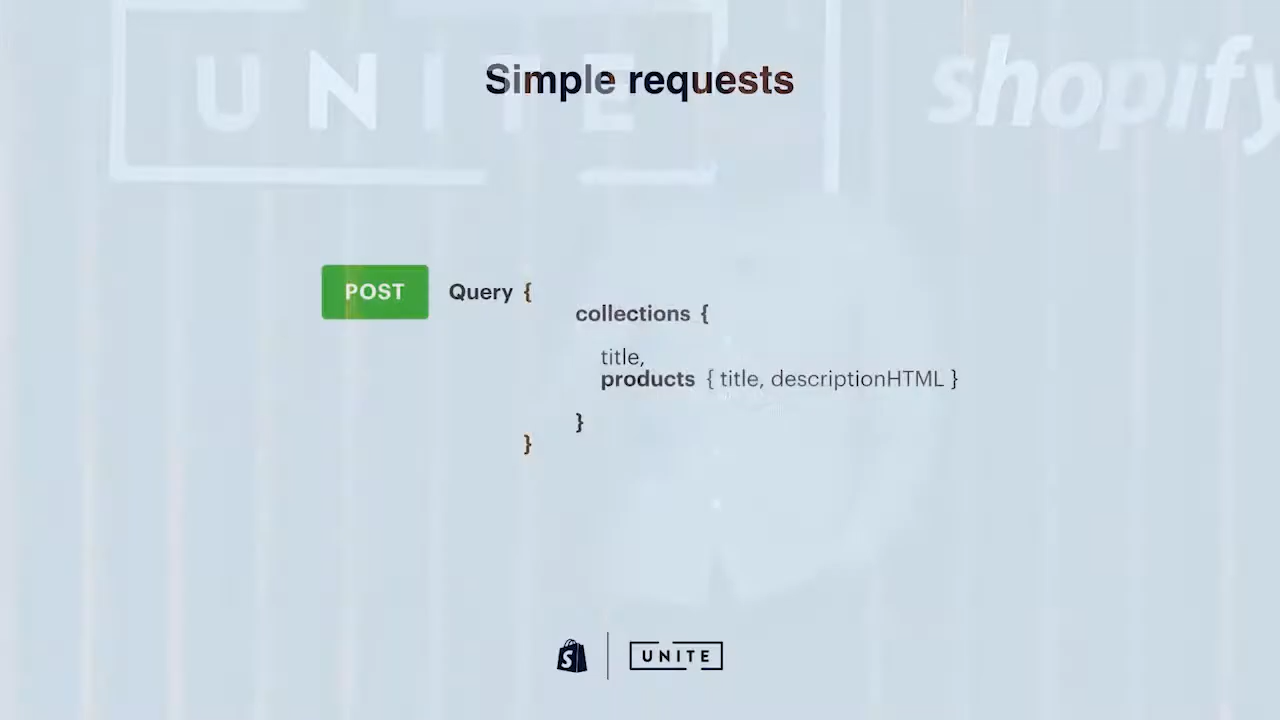 UNITE
shopify
Simple requests
POST Query {
collections {
title,
products { title, descriptionHTML }
}
}
UNITE